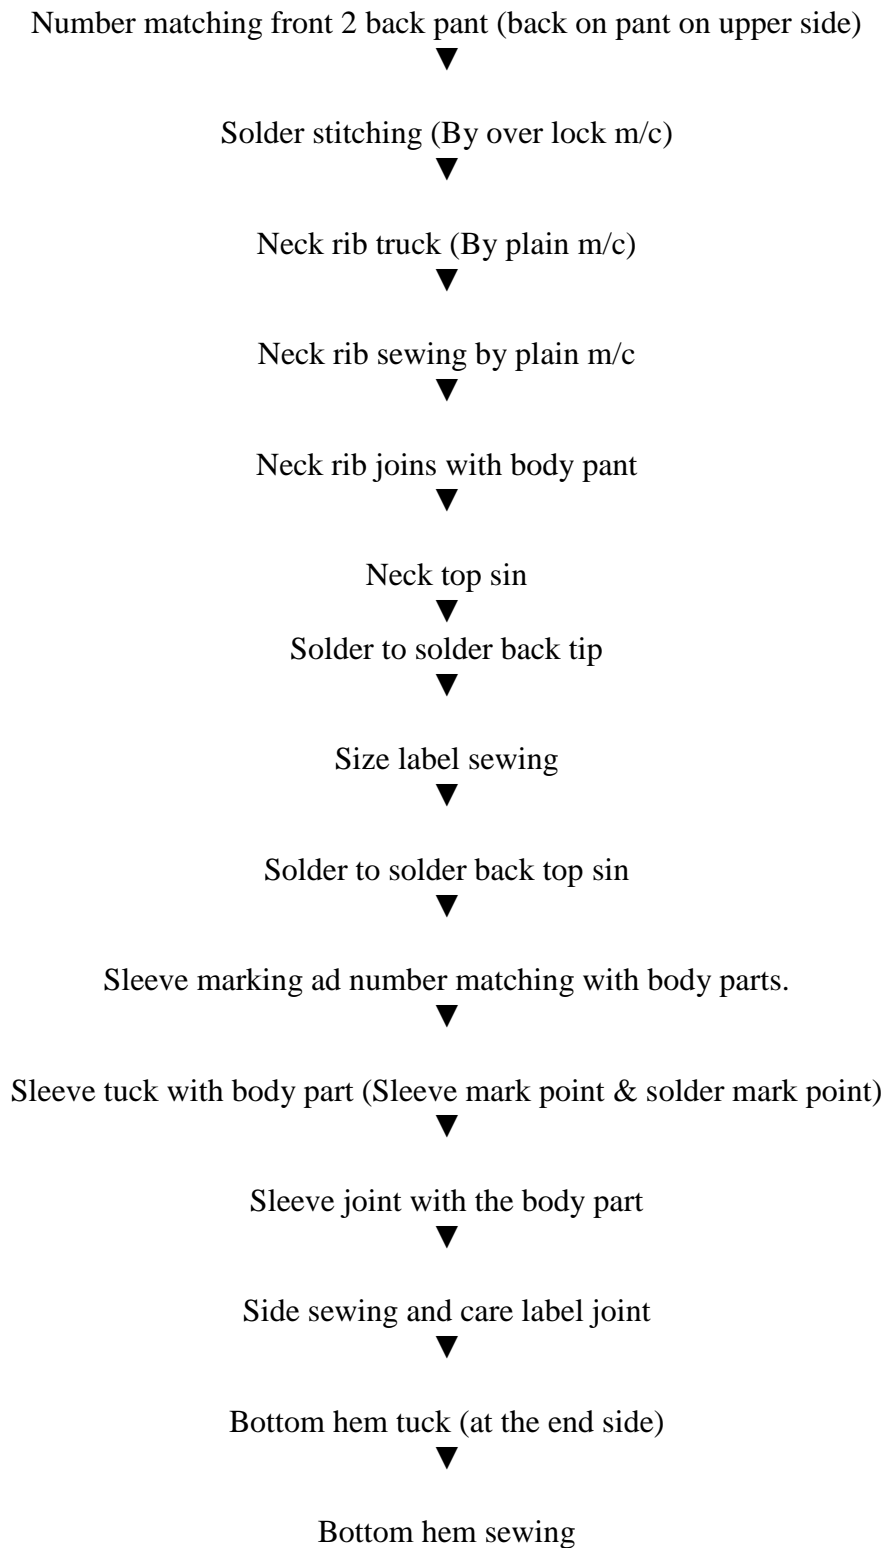 Number matching front 2 back pant (back on pant on upper side)
▼
Solder stitching (By over lock m/c)
▼
Neck rib truck (By plain m/c)
▼
Neck rib sewing by plain m/c
▼
Neck rib joins with body pant
▼
Neck top sin
▼
Solder to solder back tip
▼
Size label sewing
▼
Solder to solder back top sin
▼
Sleeve marking ad number matching with body parts.
▼
Sleeve tuck with body part (Sleeve mark point & solder mark point)
▼
Sleeve joint with the body part
▼
Side sewing and care label joint
▼
Bottom hem tuck (at the end side)
▼
Bottom hem sewing